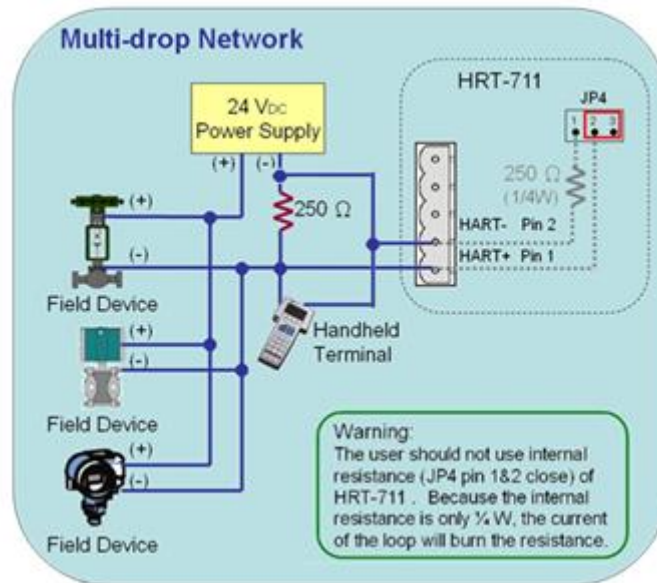 Multi-drop Network
24 VDC
Power Supply
(+)
(-)
HRT-711
JP4
1 2 3
250 Ω
(1/4W)
HART- Pin 2
HART+ Pin 1
250 Ω
(+)
(-)
Field Device
Handheld
Terminal
(+)
(-)
Field Device
(+)
(-)
Field Device
Warning:
The user should not use internal
resistance (JP4 pin 1&2 close) of
HRT-711 . Because the internal
resistance is only ¼ W, the current
of the loop will burn the resistance.